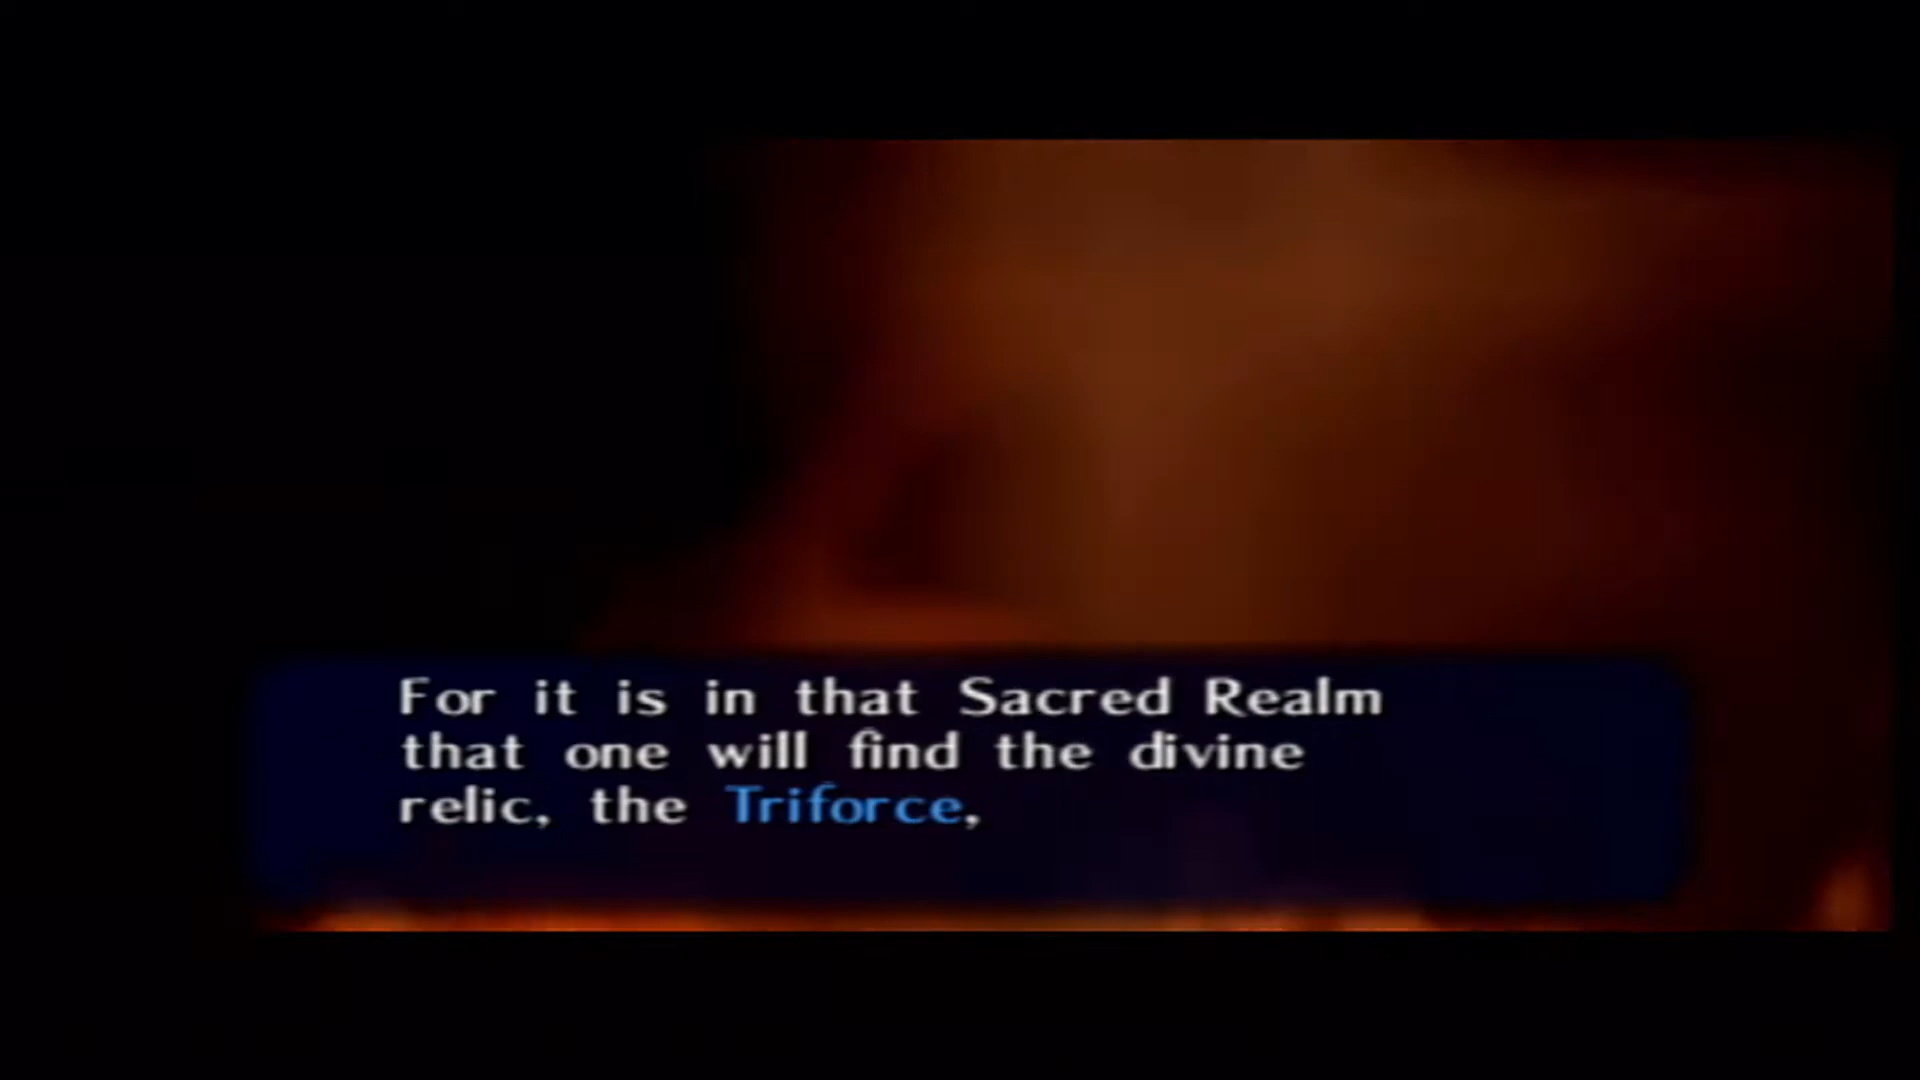 For it is in that Sacred Realm
that one will find the divine
relic, the Triforce,